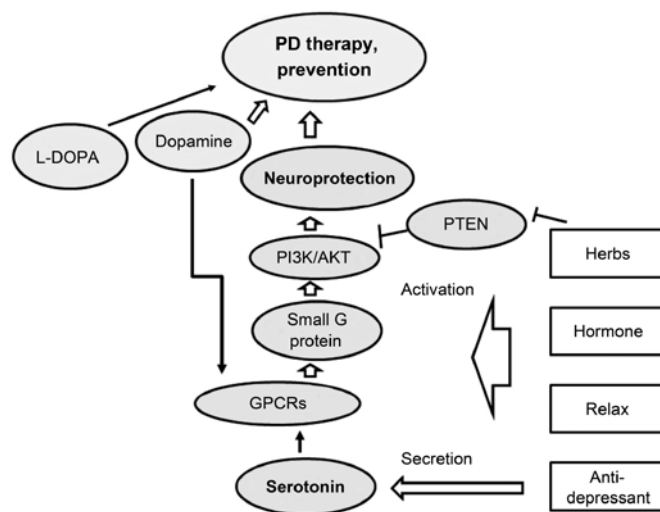 PD therapy,
prevention
Dopamine
L-DOPA
Neuroprotection
PTEN
PI3K/AKT
Herbs
Activation
Small G
protein
Hormone
GPCRs
Relax
Secretion
Serotonin
Anti-
depressant